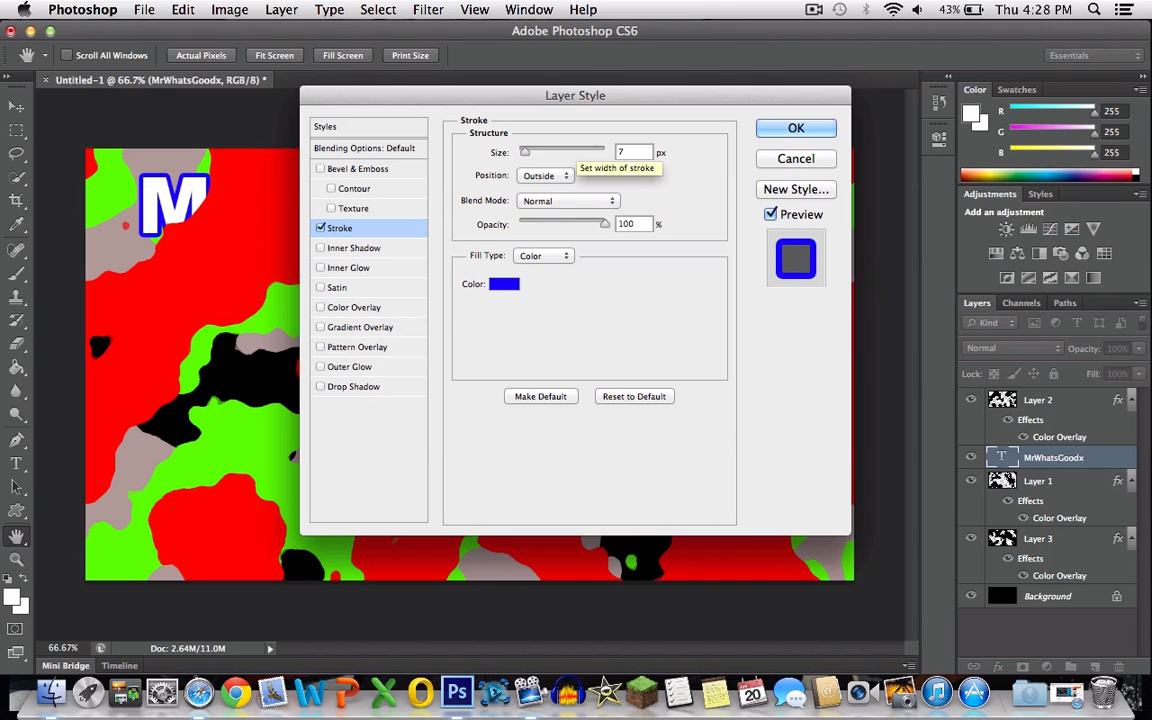 Photoshop File Edit Image Layer Type Select Filter View Window Help 43% Thu 4:28 PM
Adobe Photoshop CS6
Scroll All Windows Actual Pixels Fit Screen Fill Screen Print Size Essentials
Untitled-1 @ 66.7% (MrWhatsGoodx, RGB/8) *
M
Layer Style
Styles
Blending Options: Default
Bevel & Emboss
Contour
Texture
Stroke
Inner Shadow
Inner Glow
Satin
Color Overlay
Gradient Overlay
Pattern Overlay
Outer Glow
Drop Shadow
Stroke
Structure
Size: 7 px
Set width of stroke
Position: Outside
Blend Mode: Normal
Opacity: 100 %
Fill Type: Color
Color:
Make Default Reset to Default
OK
Cancel
New Style...
Preview
Color Swatches
R 255
G 255
B 255
Adjustments Styles
Add an adjustment
Layers Channels Paths
Kind
Normal Opacity: 100%
Lock: Fill: 100%
Layer 2 fx
Effects
Color Overlay
T MrWhatsGoodx
Layer 1 fx
Effects
Color Overlay
Layer 3 fx
Effects
Color Overlay
Background
66.67% Doc: 2.64M/11.0M
Mini Bridge Timeline
Ps
20